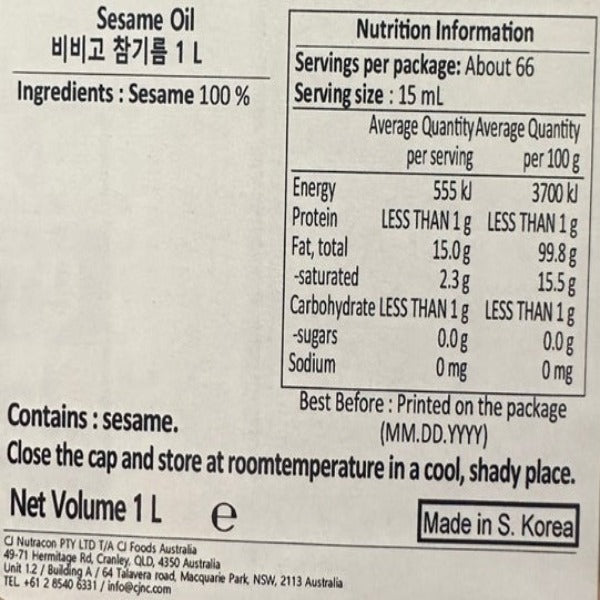 Sesame Oil
비비고 참기름 1 L
Ingredients : Sesame 100 %
Nutrition Information
Servings per package: About 66
Serving size : 15 mL
Average Quantity Average Quantity
per serving per 100 g
Energy 555 kJ 3700 kJ
Protein LESS THAN 1 g LESS THAN 1 g
Fat, total 15.0 g 99.8 g
-saturated 2.3 g 15.5 g
Carbohydrate LESS THAN 1 g LESS THAN 1 g
-sugars 0.0 g 0.0 g
Sodium 0 mg 0 mg
Best Before : Printed on the package
(MM.DD.YYYY)
Contains : sesame.
Close the cap and store at roomtemperature in a cool, shady place.
Net Volume 1 L e
Made in S. Korea
CJ Nutracon PTY LTD T/A CJ Foods Australia
49-71 Hermitage Rd, Cranley, QLD, 4350 Australia
Unit 1.2 / Building A / 64 Talavera road, Macquarie Park, NSW, 2113 Australia
TEL +61 2 8540 6331 / info@cjnc.com